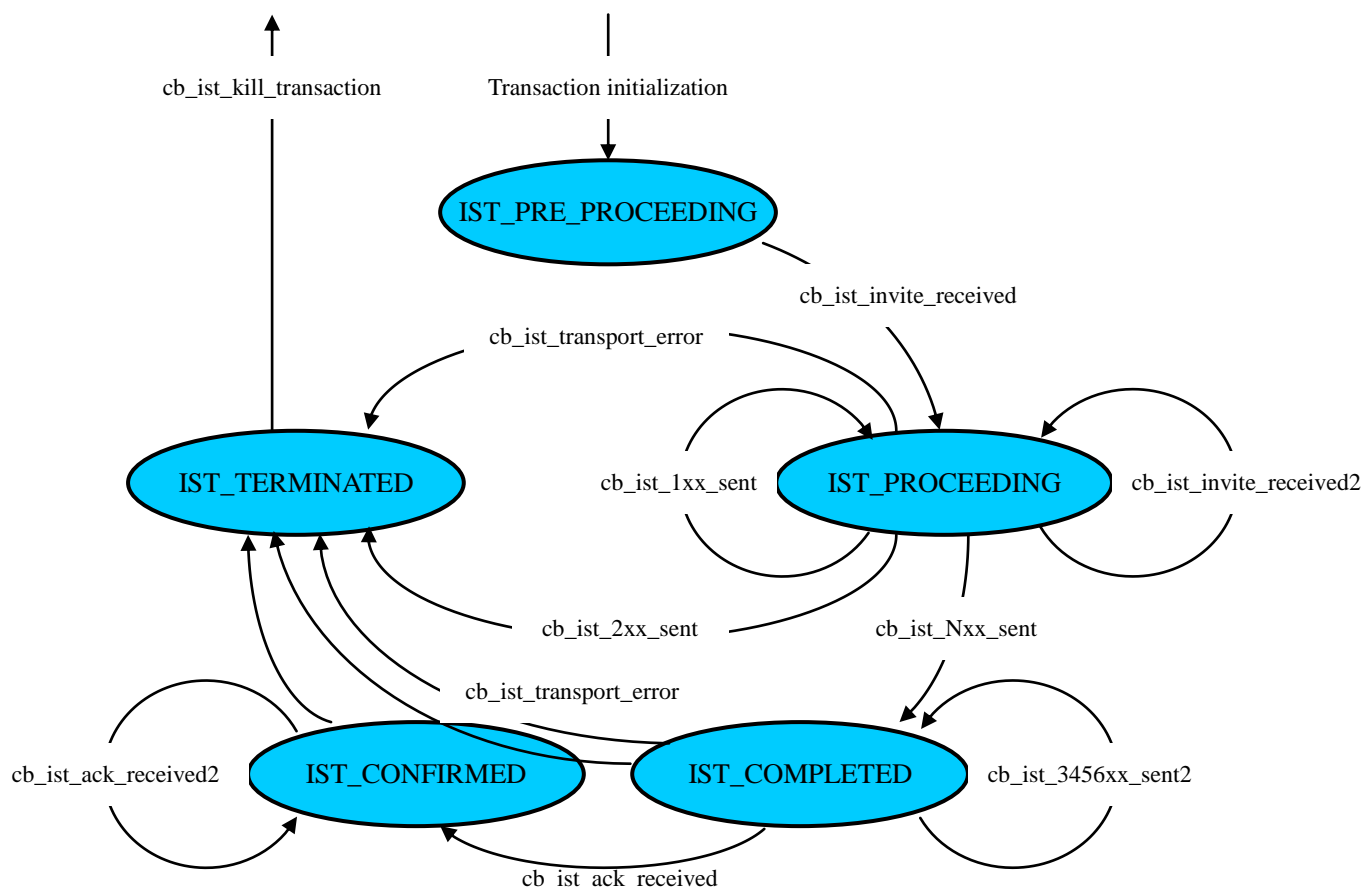 cb_ist_kill_transaction
Transaction initialization
IST_PRE_PROCEEDING
cb_ist_invite_received
cb_ist_transport_error
IST_TERMINATED
cb_ist_1xx_sent
IST_PROCEEDING
cb_ist_invite_received2
cb_ist_2xx_sent
cb_ist_Nxx_sent
cb_ist_transport_error
cb_ist_ack_received2
IST_CONFIRMED
IST_COMPLETED
cb_ist_3456xx_sent2
cb_ist_ack_received